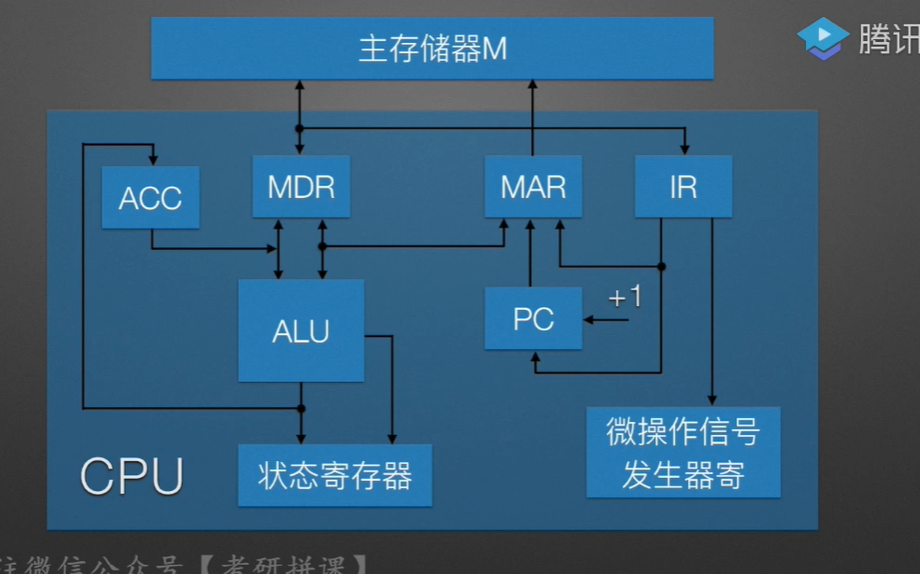 主存储器M
腾讯
ACC
MDR
MAR
IR
+1
PC
ALU
微操作信号
发生器寄
CPU
状态寄存器
注微信公众号【考研拼课】